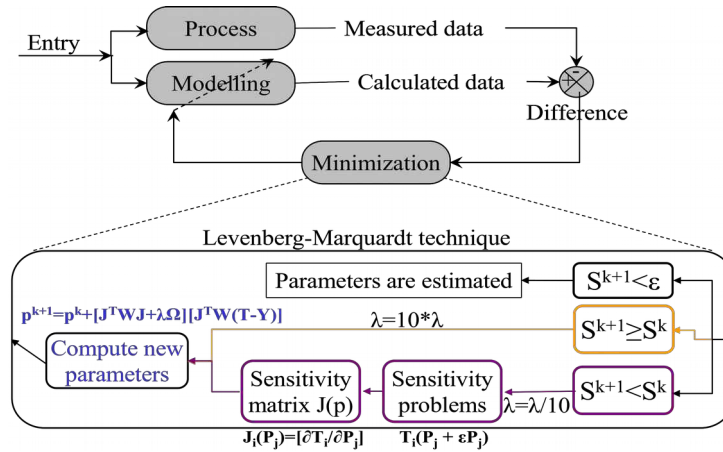 Process
Measured data
Entry
Modelling
Calculated data
-
+
Difference
Minimization
Levenberg-Marquardt technique
Parameters are estimated
S^{k+1}<ε
p^{k+1}=p^k+[J^TWJ+λΩ][J^TW(T-Y)]
λ=10*λ
S^{k+1}≥S^k
Compute new
parameters
Sensitivity
matrix J(p)
Sensitivity
problems
λ=λ/10
S^{k+1}<S^k
J_i(P_j)=[∂T_i/∂P_j]
T_i(P_j + εP_j)